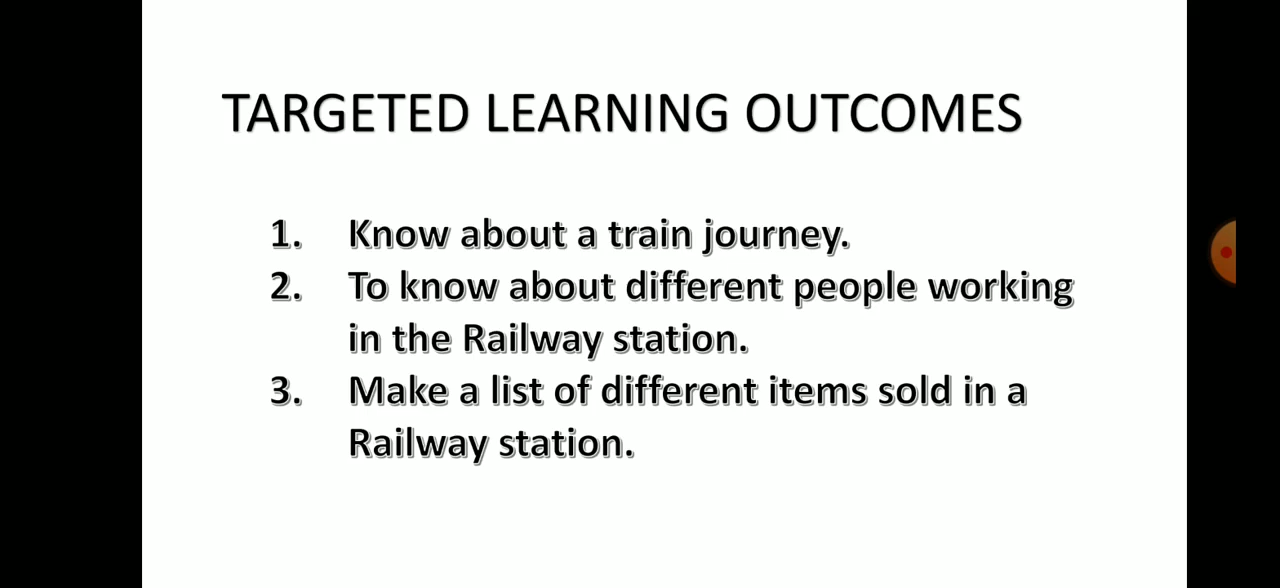 TARGETED LEARNING OUTCOMES
1. Know about a train journey.
2. To know about different people working
in the Railway station.
3. Make a list of different items sold in a
Railway station.